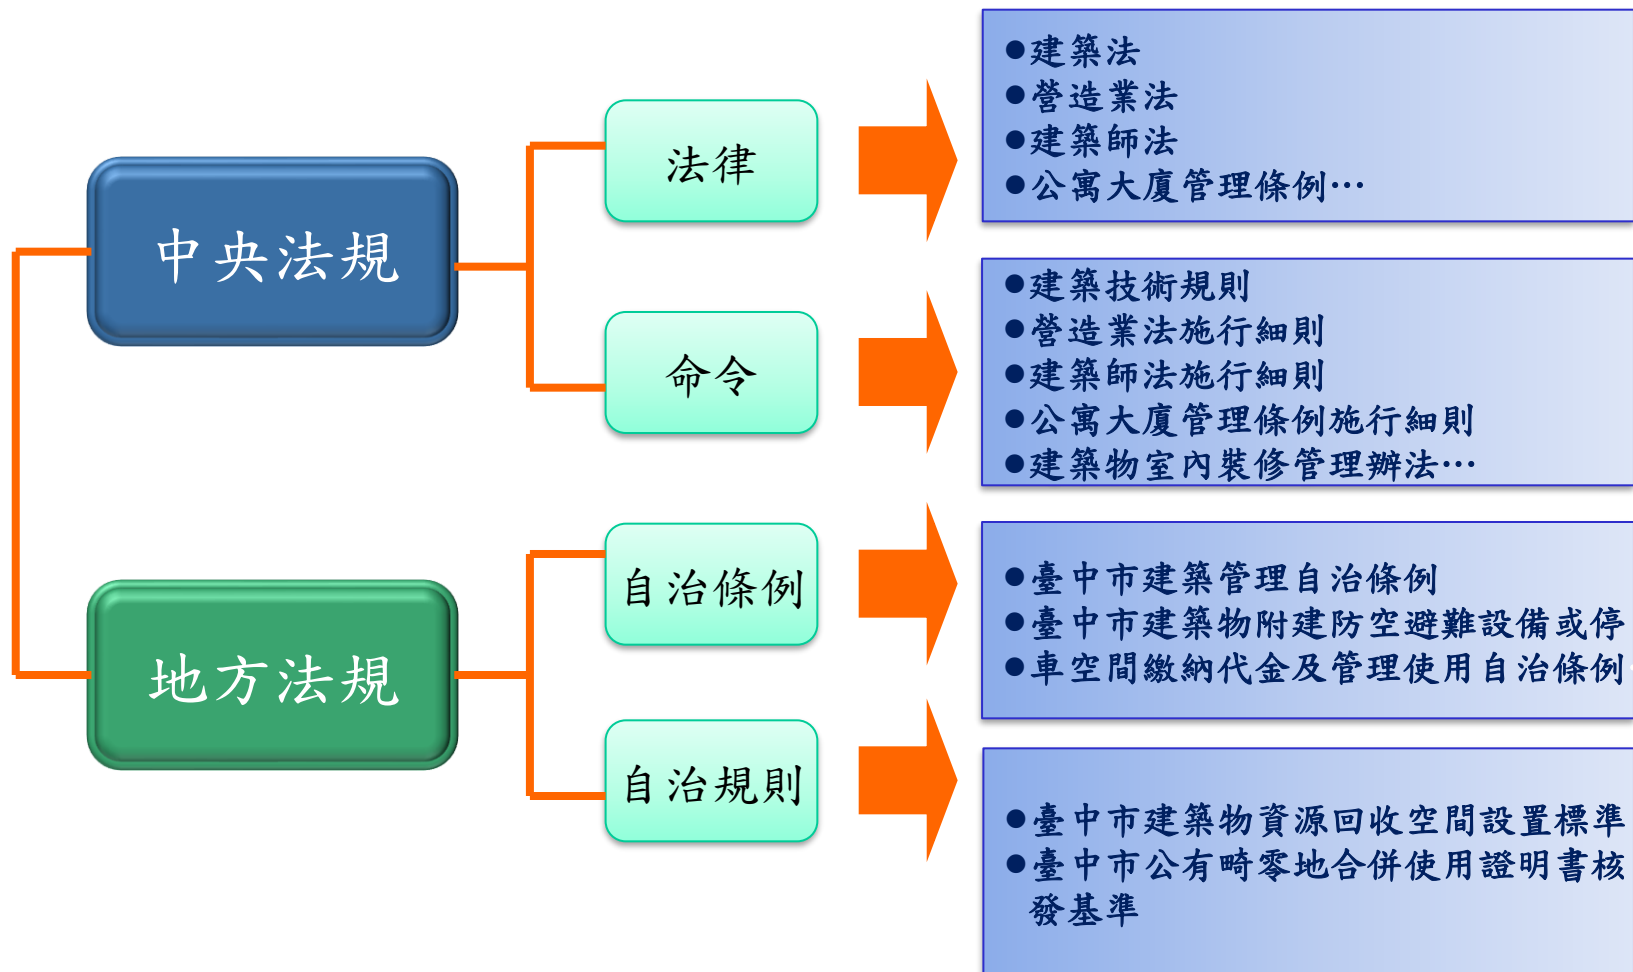 中央法規
法律
●建築法
●營造業法
●建築師法
●公寓大廈管理條例…
命令
●建築技術規則
●營造業法施行細則
●建築師法施行細則
●公寓大廈管理條例施行細則
●建築物室內裝修管理辦法…
地方法規
自治條例
●臺中市建築管理自治條例
●臺中市建築物附建防空避難設備或停
●車空間繳納代金及管理使用自治條例
自治規則
●臺中市建築物資源回收空間設置標準
●臺中市公有畸零地合併使用證明書核
發基準